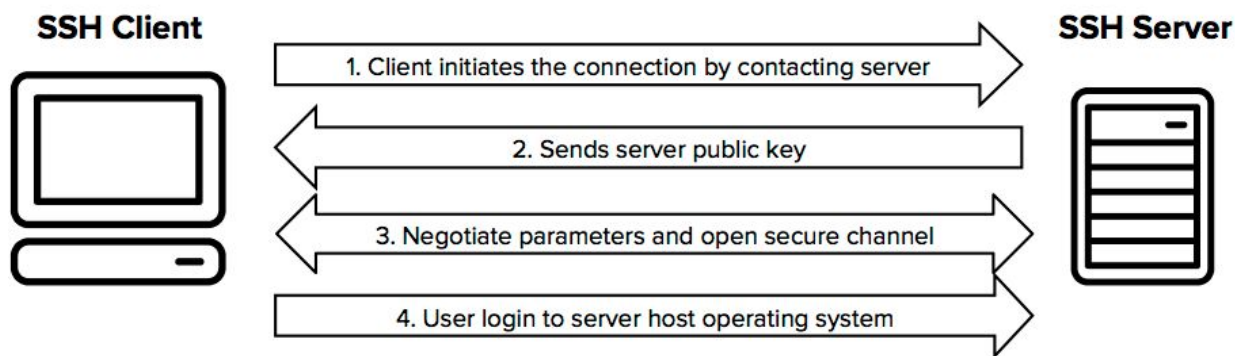 SSH Client
SSH Server
1. Client initiates the connection by contacting server
2. Sends server public key
3. Negotiate parameters and open secure channel
4. User login to server host operating system